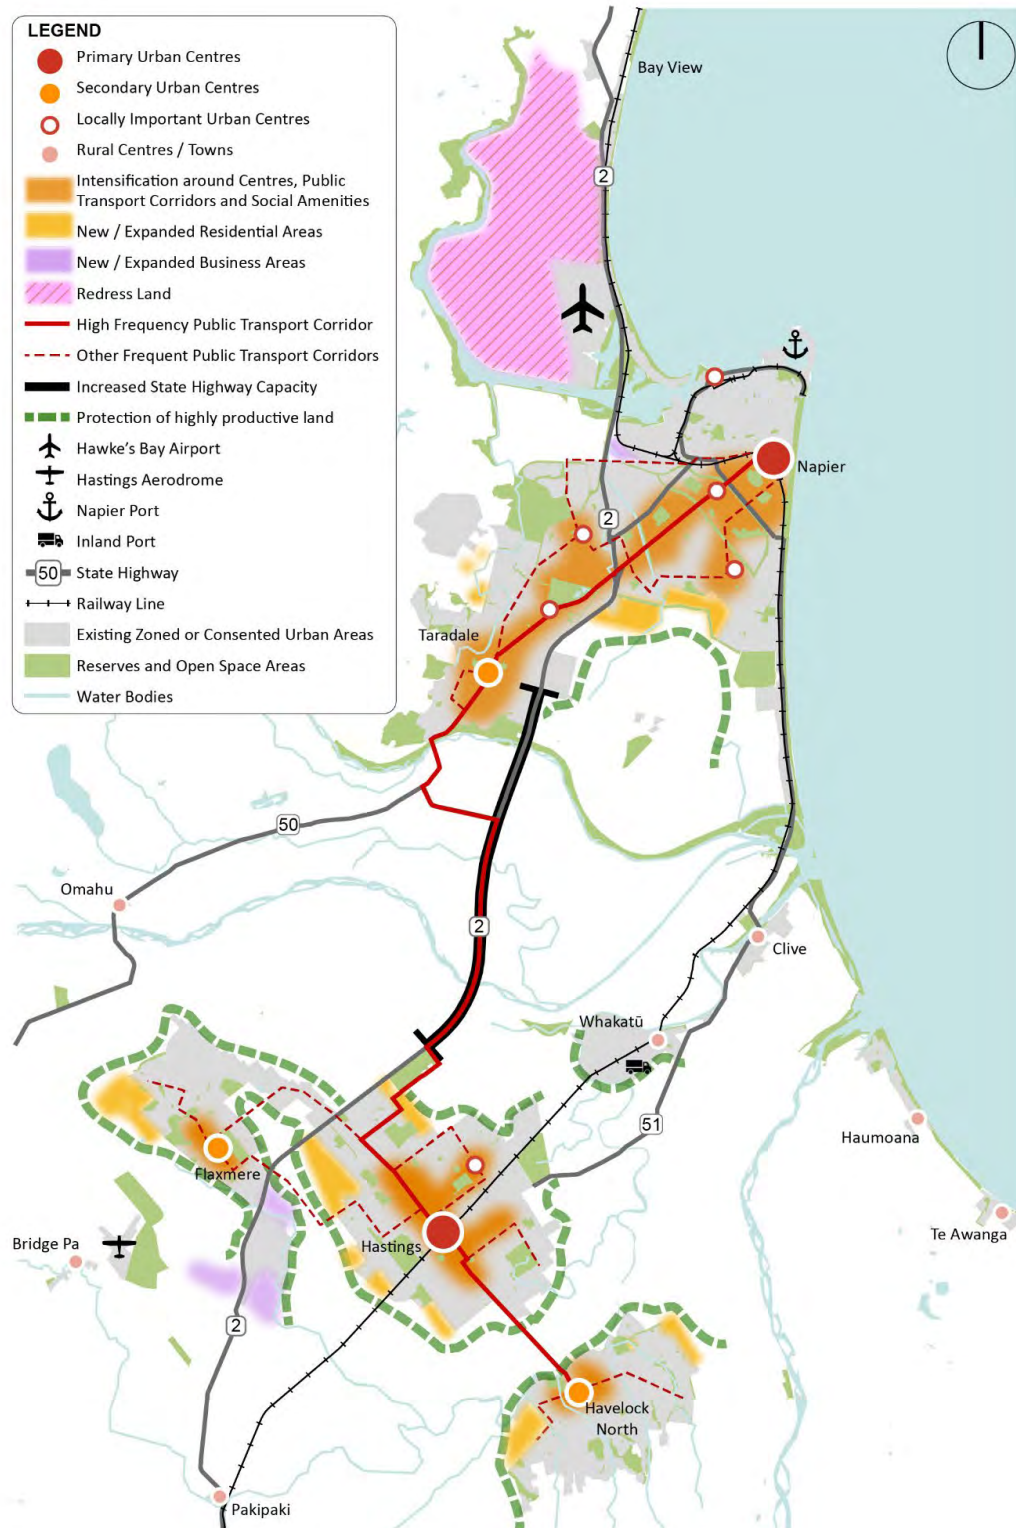 LEGEND
Primary Urban Centres
Secondary Urban Centres
Locally Important Urban Centres
Rural Centres / Towns
Intensification around Centres, Public
Transport Corridors and Social Amenities
New / Expanded Residential Areas
New / Expanded Business Areas
Redress Land
High Frequency Public Transport Corridor
Other Frequent Public Transport Corridors
Increased State Highway Capacity
Protection of highly productive land
Hawke's Bay Airport
Hastings Aerodrome
Napier Port
Inland Port
50
State Highway
Railway Line
Existing Zoned or Consented Urban Areas
Reserves and Open Space Areas
Water Bodies
Bay View
2
Napier
2
Taradale
50
Omahu
2
Clive
Whakatū
51
Haumoana
Flaxmere
Te Awanga
Bridge Pa
Hastings
2
Havelock
North
Pakipaki